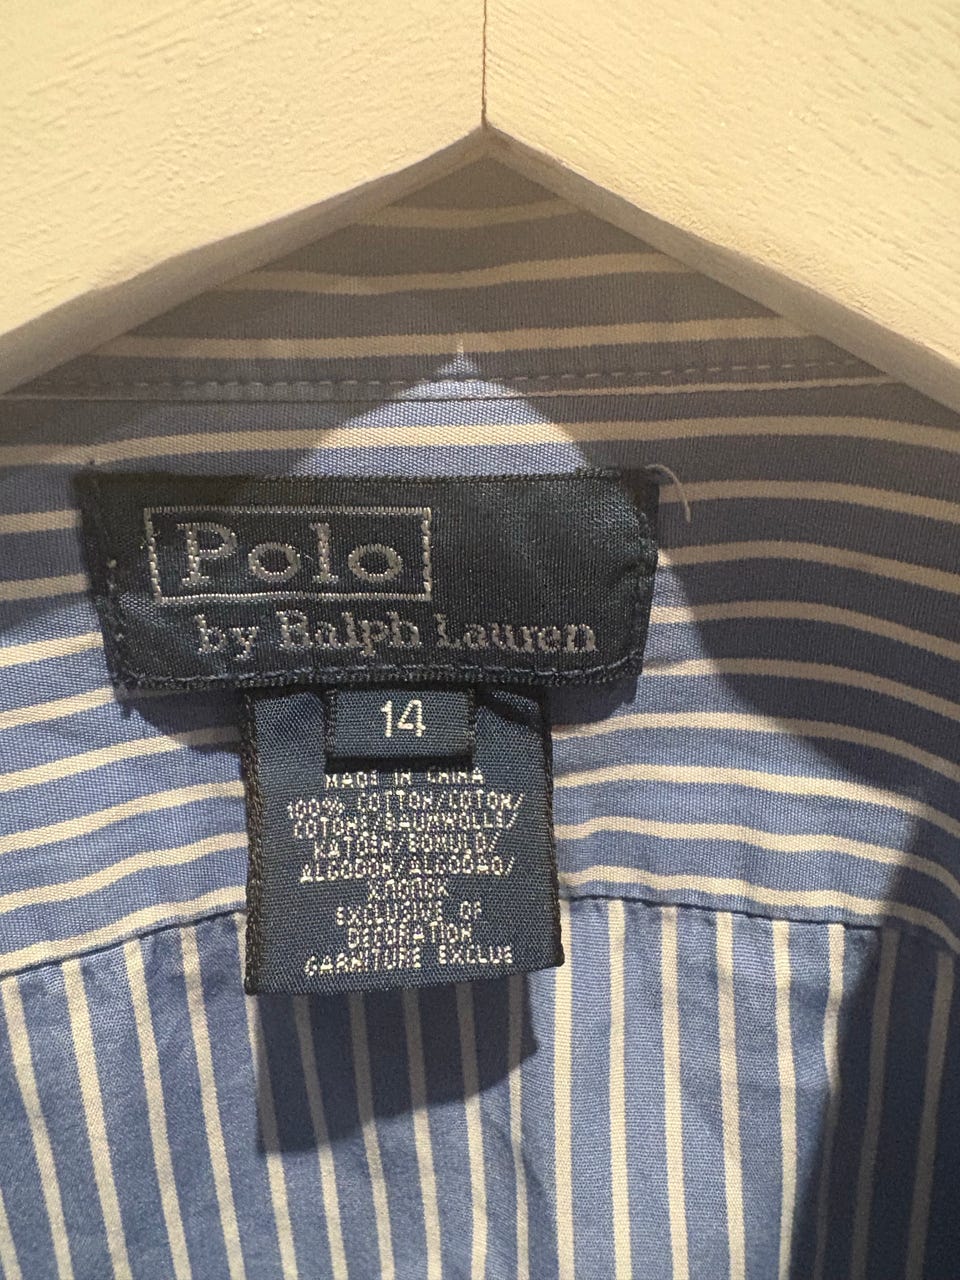 Polo
by Ralph Lauren
14
MADE IN CHINA
100% COTTON/COTON/
COTONE/BAUMWOLLE/
KATOEN/BOMULD/
ALGODON/ALGODAO/
EXCLUSIVE OF
DECORATION
GARNITURE EXCLUE